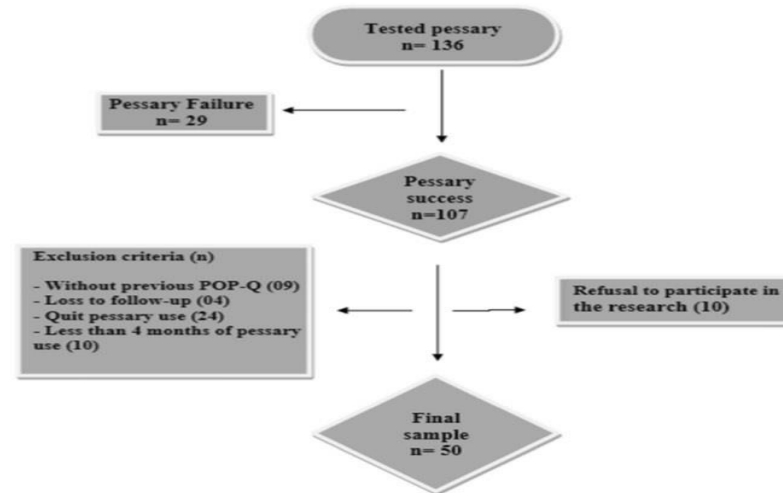 Tested pessary
n= 136
Pessary Failure
n= 29
Pessary
success
n=107
Exclusion criteria (n)
- Without previous POP-Q (09)
- Loss to follow-up (04)
- Quit pessary use (24)
- Less than 4 months of pessary
use (10)
Refusal to participate in
the research (10)
Final
sample
n= 50